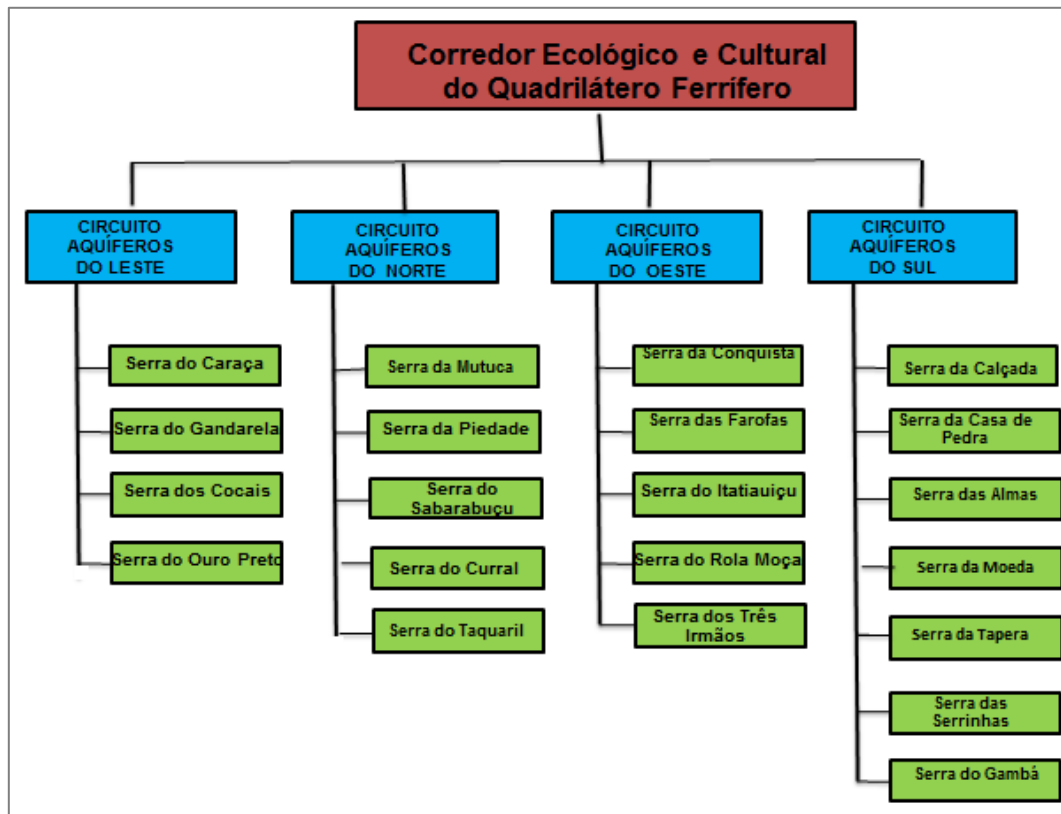 Corredor Ecológico e Cultural
do Quadrilátero Ferrífero
CIRCUITO
AQUÍFEROS
DO LESTE
Serra do Caraça
Serra do Gandarela
Serra dos Cocais
Serra do Ouro Preto
CIRCUITO
AQUÍFEROS
DO NORTE
Serra da Mutuca
Serra da Piedade
Serra do
Sabarabuçu
Serra do Curral
Serra do Taquaril
CIRCUITO
AQUÍFEROS
DO OESTE
Serra da Conquista
Serra das Farofas
Serra do Itatiauiçu
Serra do Rola Moça
Serra dos Três
Irmãos
CIRCUITO
AQUÍFEROS
DO SUL
Serra da Calçada
Serra da Casa de
Pedra
Serra das Almas
Serra da Moeda
Serra da Tapera
Serra das
Serrinhas
Serra do Gambá